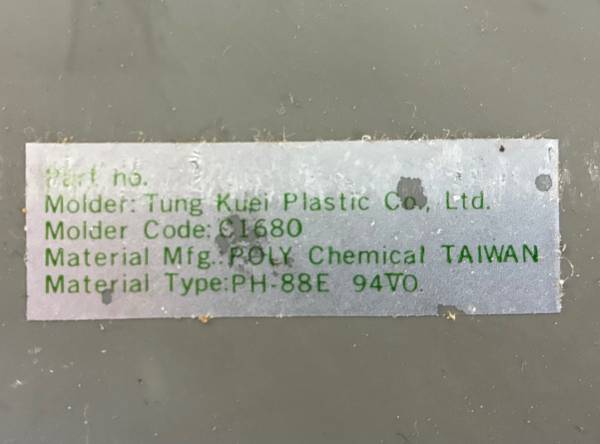 Part no.
Molder: Tung Kuei Plastic Co., Ltd.
Molder Code: C1680
Material Mfg.: POLY Chemical TAIWAN
Material Type:PH-88E 94V0.